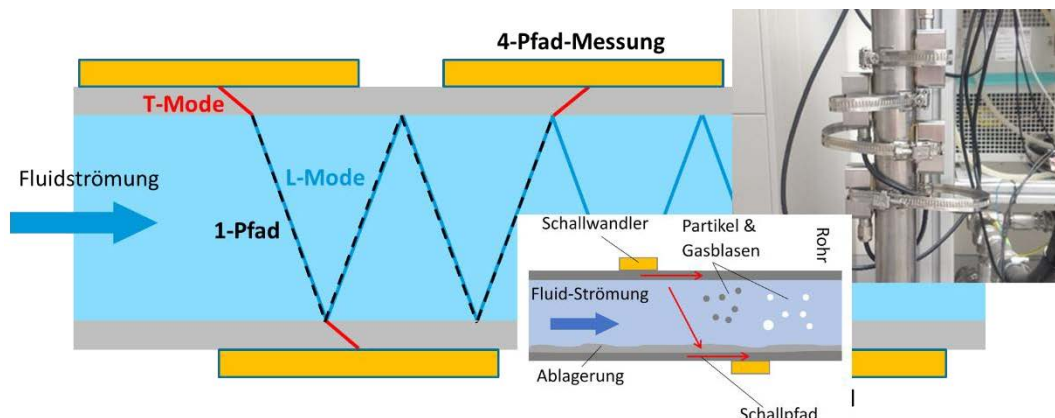 4-Pfad-Messung
T-Mode
Fluidströmung
L-Mode
1-Pfad
Schallwandler
Partikel &
Gasblasen
Rohr
Fluid-Strömung
Ablagerung
Schallpfad